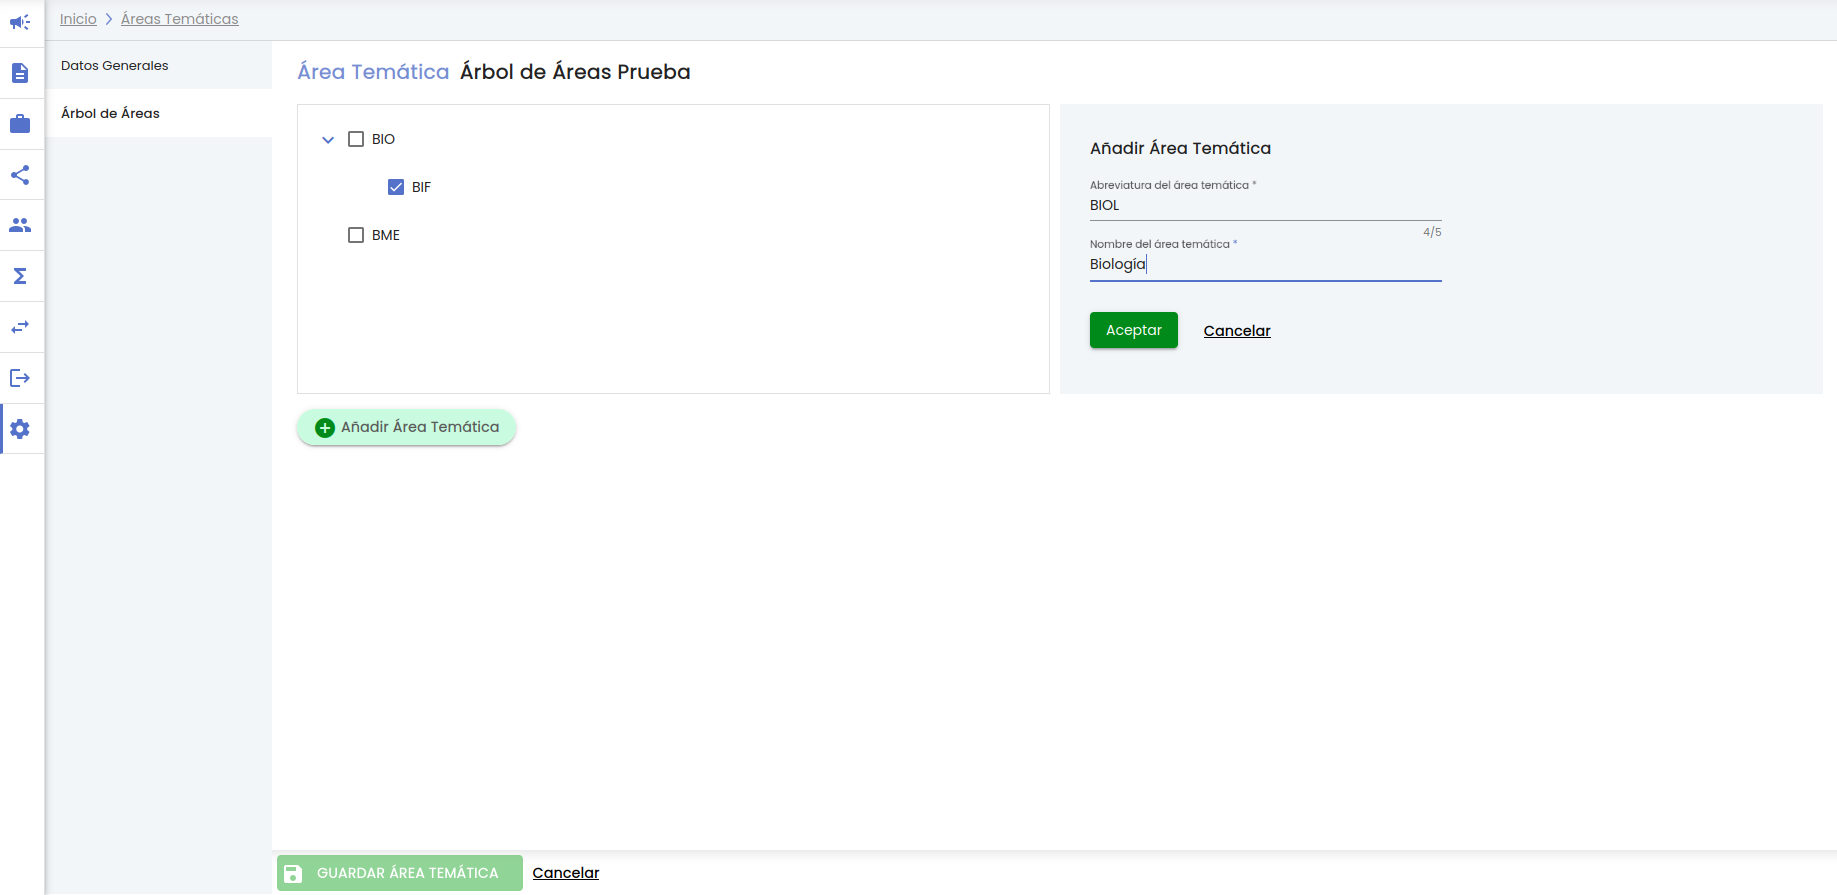 Inicio > Áreas Temáticas
Datos Generales
Árbol de Áreas
Área Temática Árbol de Áreas Prueba
BIO
BIF
BME
Añadir Área Temática
Añadir Área Temática
Abreviatura del área temática *
BIOL
4/5
Nombre del área temática *
Biología
Aceptar Cancelar
GUARDAR ÁREA TEMÁTICA Cancelar